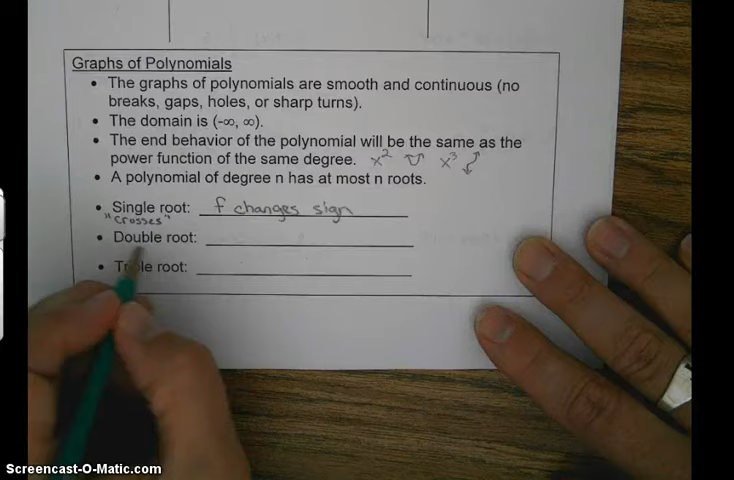 Graphs of Polynomials
• The graphs of polynomials are smooth and continuous (no
breaks, gaps, holes, or sharp turns).
• The domain is (-∞, ∞).
• The end behavior of the polynomial will be the same as the
power function of the same degree. x² x³
• A polynomial of degree n has at most n roots.
• Single root: f changes sign
"crosses"
• Double root:
• root:
Screencast-O-Matic.com